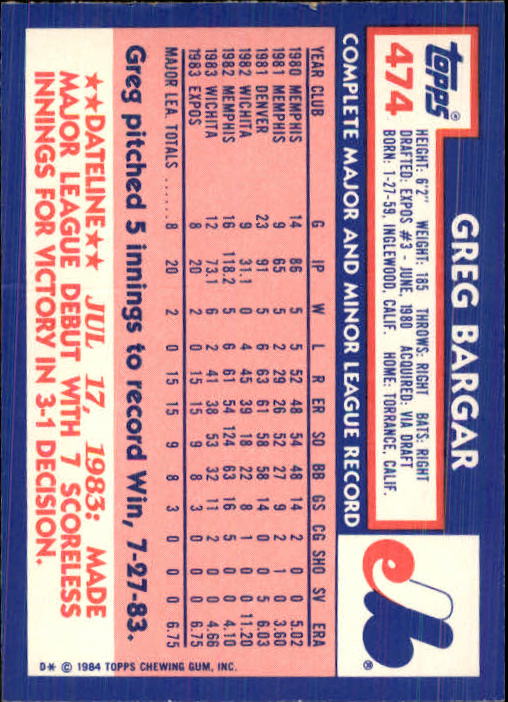 topps®
474
GREG BARGAR
HEIGHT: 6'2" WEIGHT: 185 THROWS: RIGHT BATS: RIGHT
DRAFTED: EXPOS #3 - JUNE, 1980 ACQUIRED: VIA DRAFT
BORN: 1-27-59, INGLEWOOD, CALIF. HOME: TORRANCE, CALIF.
COMPLETE MAJOR AND MINOR LEAGUE RECORD
YEAR CLUB G IP W L R ER SO BB GS CG SHO SV ERA
1980 MEMPHIS 14 86 5 5 52 48 54 48 14 2 0 0 5.02
1981 MEMPHIS 9 65 5 2 29 26 52 27 9 2 1 0 3.60
1981 DENVER 23 91 5 6 63 61 58 58 14 0 0 5 6.03
1982 WICHITA 9 31.1 0 4 45 39 18 22 8 1 0 0 11.20
1982 MEMPHIS 16 118.2 5 6 61 54 124 63 16 5 0 0 4.10
1983 WICHITA 12 73.1 6 2 41 38 53 32 11 2 0 0 4.66
1983 EXPOS 8 20 2 0 15 15 9 8 3 0 0 0 6.75
MAJOR LEA. TOTALS ...... 8 20 2 0 15 15 9 8 3 0 0 0 6.75
Greg pitched 5 innings to record Win, 7-27-83.
★★DATELINE★★ JUL 17, 1983: MADE
MAJOR LEAGUE DEBUT WITH 7 SCORELESS
INNINGS FOR VICTORY IN 3-1 DECISION.
D* © 1984 TOPPS CHEWING GUM, INC.
®